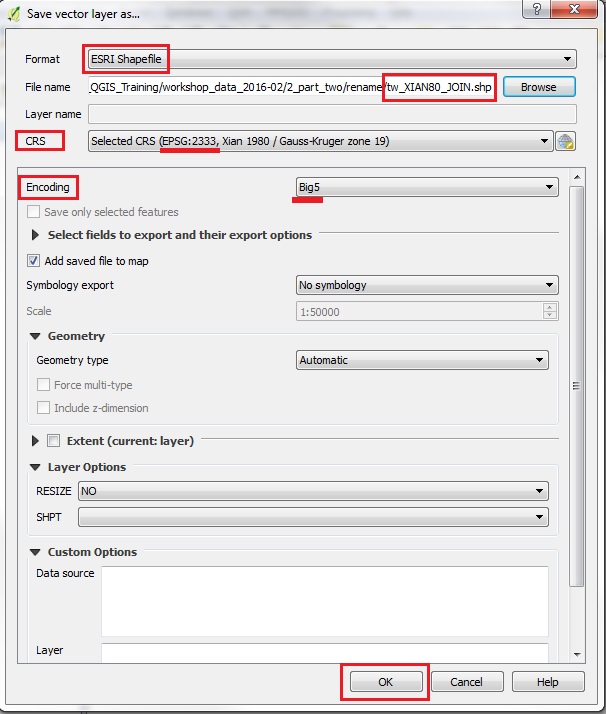 Save vector layer as...
?
X
Format
ESRI Shapefile
File name
_QGIS_Training/workshop_data_2016-02/2_part_two/rename/tw_XIAN80_JOIN.shp
Browse
Layer name
CRS
Selected CRS (EPSG:2333, Xian 1980 / Gauss-Kruger zone 19)
Encoding
Big5
Save only selected features
Select fields to export and their export options
Add saved file to map
Symbology export
No symbology
Scale
1:50000
Geometry
Geometry type
Automatic
Force multi-type
Include z-dimension
Extent (current: layer)
Layer Options
RESIZE
NO
SHPT
Custom Options
Data source
Layer
OK
Cancel
Help